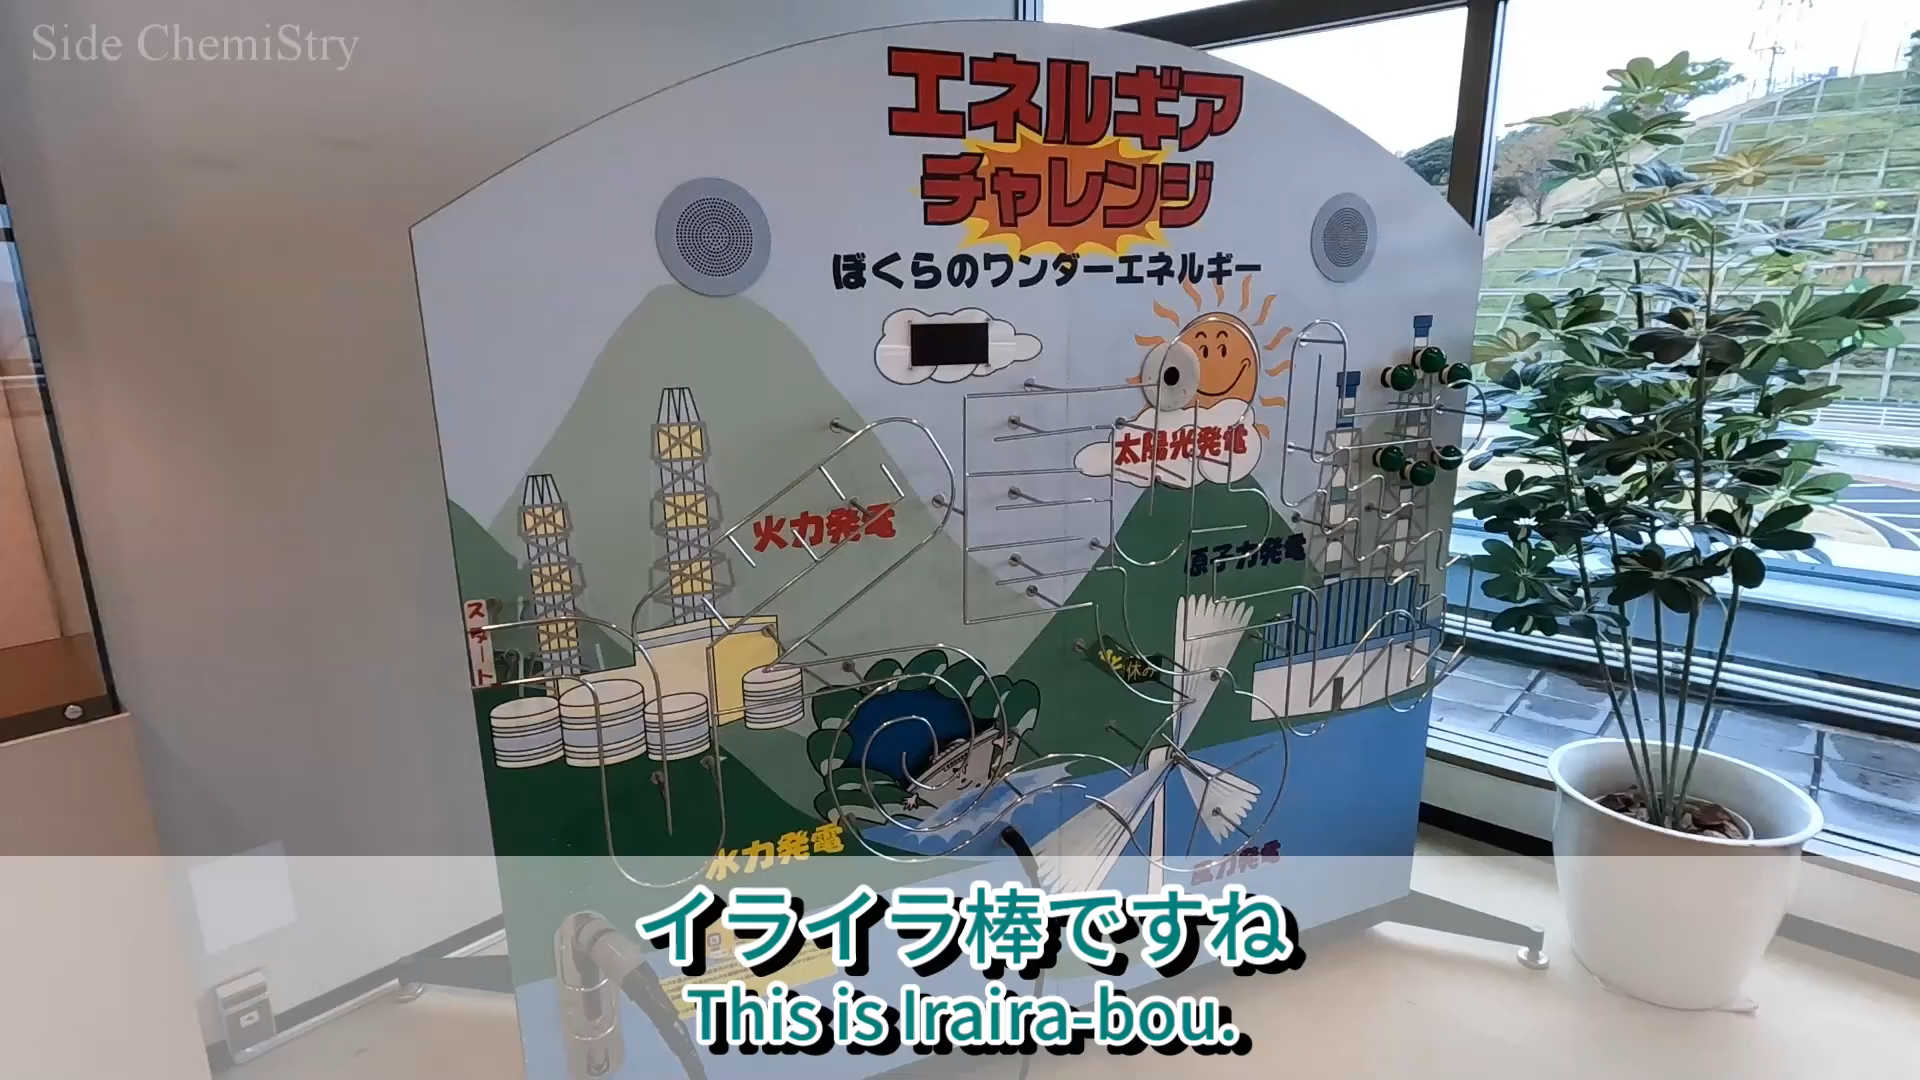 Side ChemiStry
エネルギア
チャレンジ
ぼくらのワンダーエネルギー
太陽光発電
火力発電
原子力発電
スタート
水力発電
風力発電
イライラ棒ですね
This is Iraira-bou.